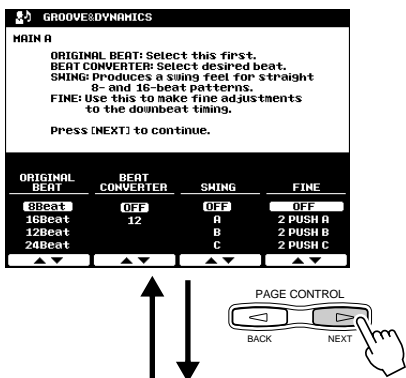 GROOVE&DYNAMICS
MAIN A
ORIGINAL BEAT: Select this first.
BEAT CONVERTER: Select desired beat.
SWING: Produces a swing feel for straight
8- and 16-beat patterns.
FINE: Use this to make fine adjustments
to the downbeat timing.
Press [NEXT] to continue.
ORIGINAL BEAT BEAT CONVERTER SWING FINE
8Beat OFF OFF OFF
16Beat 12 A 2 PUSH A
12Beat B 2 PUSH B
24Beat C 2 PUSH C
PAGE CONTROL
BACK NEXT